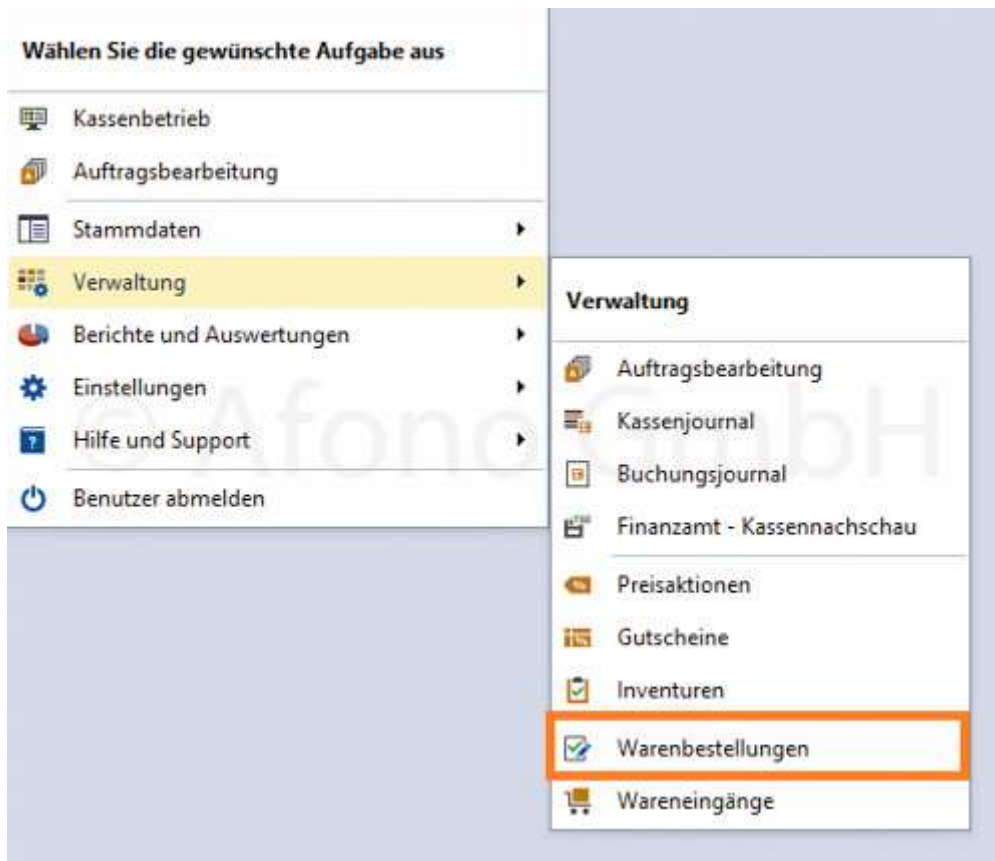 Wählen Sie die gewünschte Aufgabe aus
Kassenbetrieb
Auftragsbearbeitung
Stammdaten
Verwaltung
Berichte und Auswertungen
Einstellungen
Hilfe und Support
Benutzer abmelden
Verwaltung
Auftragsbearbeitung
Kassenjournal
Buchungsjournal
Finanzamt - Kassennachschau
Preisaktionen
Gutscheine
Inventuren
Warenbestellungen
Wareneingänge
© Afono GmbH